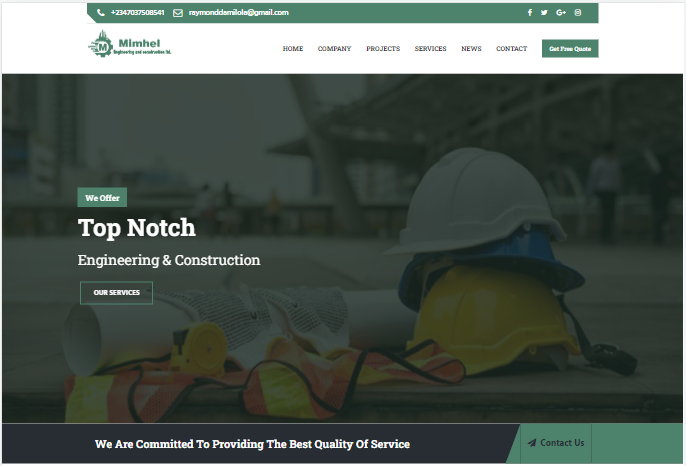 +2347037508541 raymonddamilola@gmail.com
M Mimhel
Engineering and construction ltd.
HOME COMPANY PROJECTS SERVICES NEWS CONTACT Get Free Quote
We Offer
Top Notch
Engineering & Construction
OUR SERVICES
We Are Committed To Providing The Best Quality Of Service
Contact Us